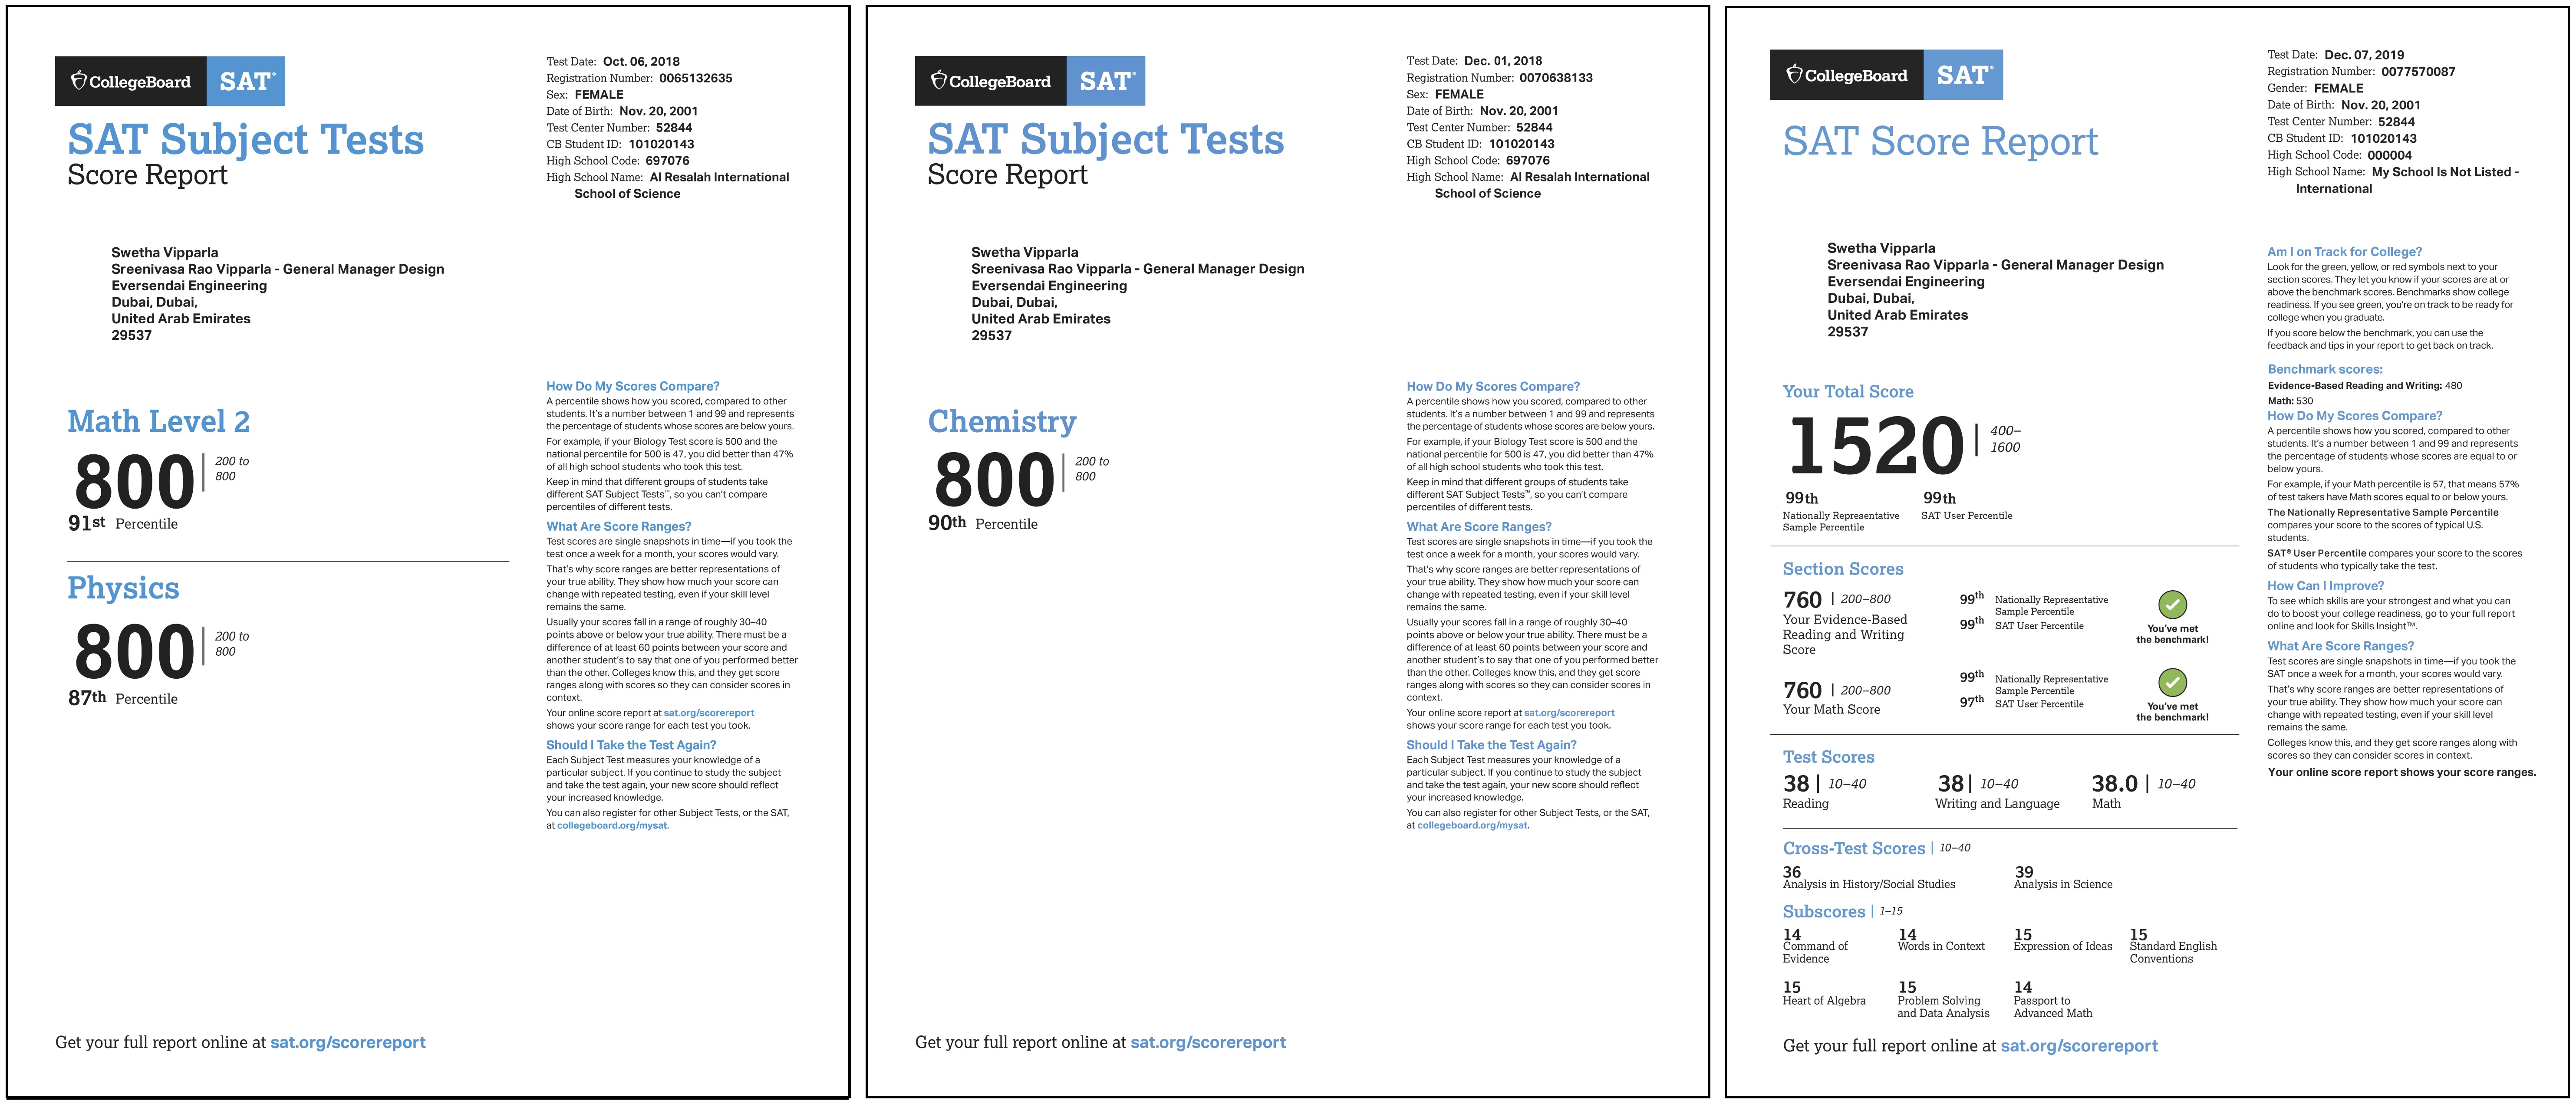 CollegeBoard SAT®
SAT Subject Tests
Score Report
Test Date: Oct. 06, 2018
Registration Number: 0065132635
Sex: FEMALE
Date of Birth: Nov. 20, 2001
Test Center Number: 52844
CB Student ID: 101020143
High School Code: 697076
High School Name: Al Resalah International
School of Science
Swetha Vipparla
Sreenivasa Rao Vipparla - General Manager Design
Eversendai Engineering
Dubai, Dubai,
United Arab Emirates
29537
Math Level 2
800 | 200 to
800
91st Percentile
Physics
800 | 200 to
800
87th Percentile
How Do My Scores Compare?
A percentile shows how you scored, compared to other
students. It's a number between 1 and 99 and represents
the percentage of students whose scores are below yours.
For example, if your Biology Test score is 500 and the
national percentile for 500 is 47, you did better than 47%
of all high school students who took this test.
Keep in mind that different groups of students take
different SAT Subject Tests™, so you can't compare
percentiles of different tests.
What Are Score Ranges?
Test scores are single snapshots in time—if you took the
test once a week for a month, your scores would vary.
That's why score ranges are better representations of
your true ability. They show how much your score can
change with repeated testing, even if your skill level
remains the same.
Usually your scores fall in a range of roughly 30–40
points above or below your true ability. There must be a
difference of at least 60 points between your score and
another student's to say that one of you performed better
than the other. Colleges know this, and they get score
ranges along with scores so they can consider scores in
context.
Your online score report at sat.org/scorereport
shows your score range for each test you took.
Should I Take the Test Again?
Each Subject Test measures your knowledge of a
particular subject. If you continue to study the subject
and take the test again, your new score should reflect
your increased knowledge.
You can also register for other Subject Tests, or the SAT,
at collegeboard.org/mysat.
Get your full report online at sat.org/scorereport
CollegeBoard SAT®
SAT Subject Tests
Score Report
Test Date: Dec. 01, 2018
Registration Number: 0070638133
Sex: FEMALE
Date of Birth: Nov. 20, 2001
Test Center Number: 52844
CB Student ID: 101020143
High School Code: 697076
High School Name: Al Resalah International
School of Science
Swetha Vipparla
Sreenivasa Rao Vipparla - General Manager Design
Eversendai Engineering
Dubai, Dubai,
United Arab Emirates
29537
Chemistry
800 | 200 to
800
90th Percentile
How Do My Scores Compare?
A percentile shows how you scored, compared to other
students. It's a number between 1 and 99 and represents
the percentage of students whose scores are below yours.
For example, if your Biology Test score is 500 and the
national percentile for 500 is 47, you did better than 47%
of all high school students who took this test.
Keep in mind that different groups of students take
different SAT Subject Tests™, so you can't compare
percentiles of different tests.
What Are Score Ranges?
Test scores are single snapshots in time—if you took the
test once a week for a month, your scores would vary.
That's why score ranges are better representations of
your true ability. They show how much your score can
change with repeated testing, even if your skill level
remains the same.
Usually your scores fall in a range of roughly 30–40
points above or below your true ability. There must be a
difference of at least 60 points between your score and
another student's to say that one of you performed better
than the other. Colleges know this, and they get score
ranges along with scores so they can consider scores in
context.
Your online score report at sat.org/scorereport
shows your score range for each test you took.
Should I Take the Test Again?
Each Subject Test measures your knowledge of a
particular subject. If you continue to study the subject
and take the test again, your new score should reflect
your increased knowledge.
You can also register for other Subject Tests, or the SAT,
at collegeboard.org/mysat.
Get your full report online at sat.org/scorereport
CollegeBoard SAT®
SAT Score Report
Test Date: Dec. 07, 2019
Registration Number: 0077570087
Gender: FEMALE
Date of Birth: Nov. 20, 2001
Test Center Number: 52844
CB Student ID: 101020143
High School Code: 000004
High School Name: My School Is Not Listed -
International
Swetha Vipparla
Sreenivasa Rao Vipparla - General Manager Design
Eversendai Engineering
Dubai, Dubai,
United Arab Emirates
29537
Your Total Score
1520 | 400–
1600
99th 99th
Nationally Representative SAT User Percentile
Sample Percentile
Section Scores
760 | 200–800
Your Evidence-Based
Reading and Writing
Score
99th Nationally Representative
Sample Percentile
99th SAT User Percentile
You've met
the benchmark!
760 | 200–800
Your Math Score
99th Nationally Representative
Sample Percentile
97th SAT User Percentile
You've met
the benchmark!
Test Scores
38 | 10–40 38 | 10–40 38.0 | 10–40
Reading Writing and Language Math
Cross-Test Scores | 10–40
36 39
Analysis in History/Social Studies Analysis in Science
Subscores | 1–15
14 14 15 15
Command of Words in Context Expression of Ideas Standard English
Evidence Conventions
15 15 14
Heart of Algebra Problem Solving Passport to
and Data Analysis Advanced Math
Get your full report online at sat.org/scorereport
Am I on Track for College?
Look for the green, yellow, or red symbols next to your
section scores. They let you know if your scores are at or
above the benchmark scores. Benchmarks show college
readiness. If you see green, you're on track to be ready for
college when you graduate.
If you score below the benchmark, you can use the
feedback and tips in your report to get back on track.
Benchmark scores:
Evidence-Based Reading and Writing: 480
Math: 530
How Do My Scores Compare?
A percentile shows how you scored, compared to other
students. It's a number between 1 and 99 and represents
the percentage of students whose scores are equal to or
below yours.
For example, if your Math percentile is 57, that means 57%
of test takers have Math scores equal to or below yours.
The Nationally Representative Sample Percentile
compares your score to the scores of typical U.S.
students.
SAT® User Percentile compares your score to the scores
of students who typically take the test.
How Can I Improve?
To see which skills are your strongest and what you can
do to boost your college readiness, go to your full report
online and look for Skills Insight™.
What Are Score Ranges?
Test scores are single snapshots in time—if you took the
SAT once a week for a month, your scores would vary.
That's why score ranges are better representations of
your true ability. They show how much your score can
change with repeated testing, even if your skill level
remains the same.
Colleges know this, and they get score ranges along with
scores so they can consider scores in context.
Your online score report shows your score ranges.